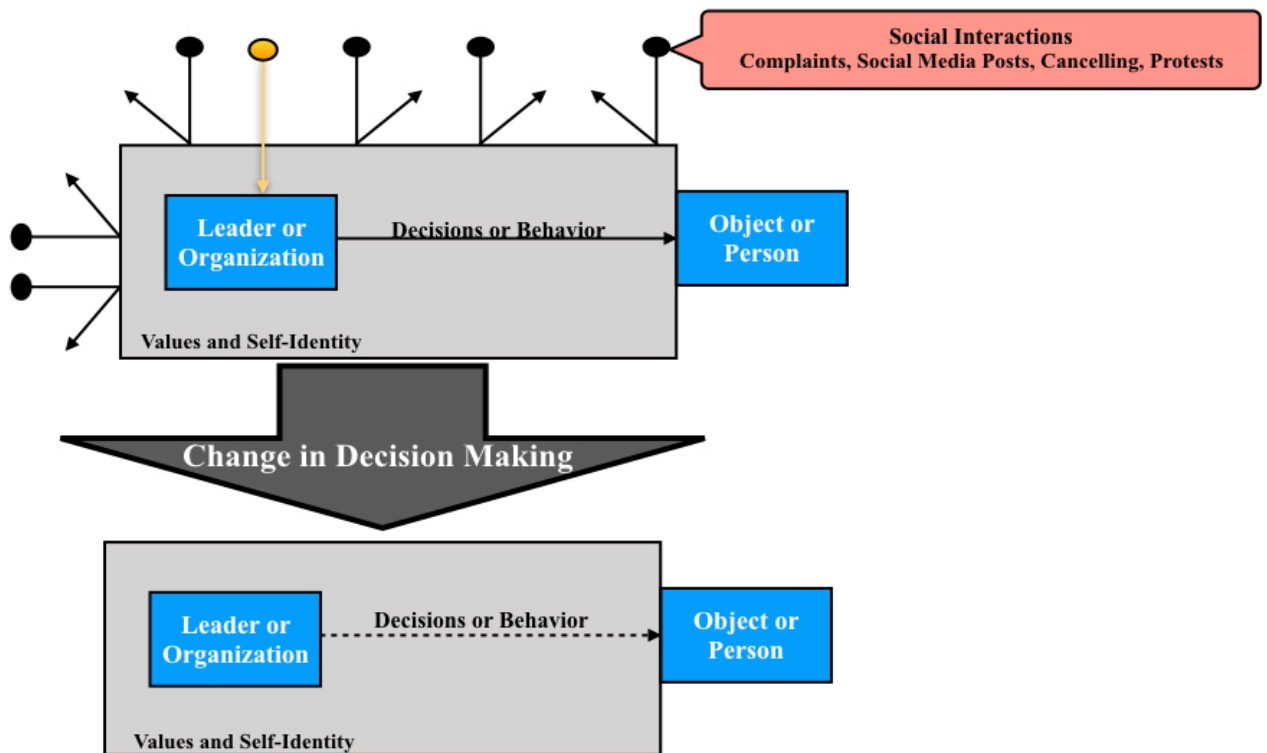 Social Interactions
Complaints, Social Media Posts, Cancelling, Protests
Leader or
Organization
Decisions or Behavior
Object or
Person
Values and Self-Identity
Change in Decision Making
Leader or
Organization
Decisions or Behavior
Object or
Person
Values and Self-Identity